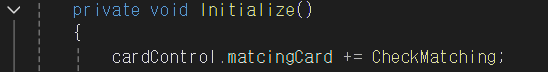 private void Initialize()
{
cardControl.matcingCard += CheckMatching;